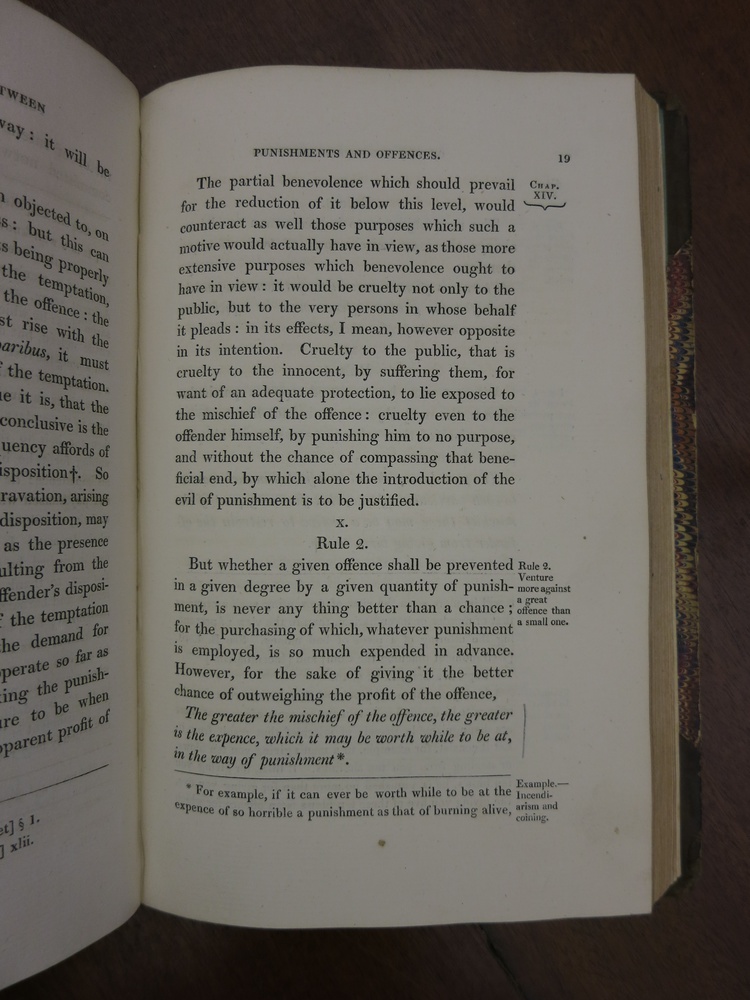 TWEEN
way: it will be
objected to, on
but this can
being properly
the temptation,
the offence: the
rise with the
paribus, it must
the temptation.
it is, that the
conclusive is the
affords of
disposition†. So
arising
disposition, may
as the presence
from the
offender's disposi-
the temptation
the demand for
operate so far as
the punish-
to be when
apparent profit of
§ 1.
xlii.
PUNISHMENTS AND OFFENCES. 19
CHAP.
XIV.
The partial benevolence which should prevail
for the reduction of it below this level, would
counteract as well those purposes which such a
motive would actually have in view, as those more
extensive purposes which benevolence ought to
have in view: it would be cruelty not only to the
public, but to the very persons in whose behalf
it pleads: in its effects, I mean, however opposite
in its intention. Cruelty to the public, that is
cruelty to the innocent, by suffering them, for
want of an adequate protection, to lie exposed to
the mischief of the offence: cruelty even to the
offender himself, by punishing him to no purpose,
and without the chance of compassing that bene-
ficial end, by which alone the introduction of the
evil of punishment is to be justified.
X.
Rule 2.
But whether a given offence shall be prevented
in a given degree by a given quantity of punish-
ment, is never any thing better than a chance;
for the purchasing of which, whatever punishment
is employed, is so much expended in advance.
However, for the sake of giving it the better
chance of outweighing the profit of the offence,
The greater the mischief of the offence, the greater
is the expence, which it may be worth while to be at,
in the way of punishment*.
Rule 2.
Venture
more against
a great
offence than
a small one.
* For example, if it can ever be worth while to be at the
expence of so horrible a punishment as that of burning alive,
Example.—
Incendi-
arism and
coining.